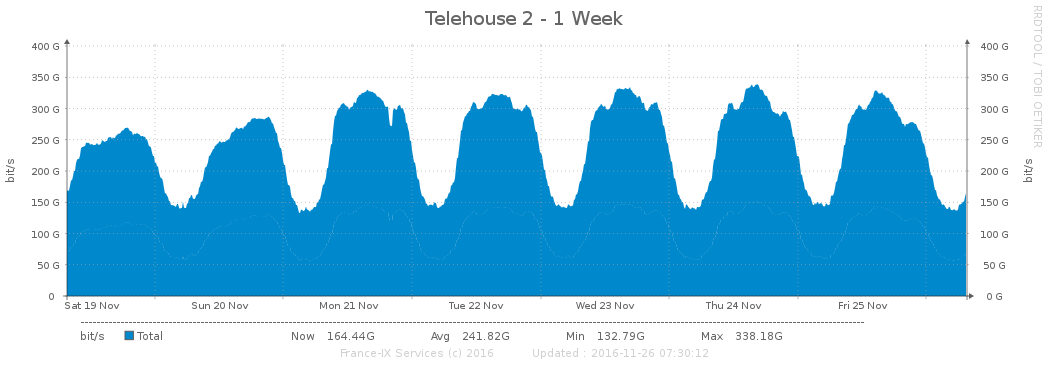 Telehouse 2 - 1 Week
RRDTOOL / TOBI OETIKER
bit/s
400 G 400 G
350 G 350 G
300 G 300 G
250 G 250 G
200 G 200 G
150 G 150 G
100 G 100 G
50 G 50 G
0 0 G
bit/s
Sat 19 Nov Sun 20 Nov Mon 21 Nov Tue 22 Nov Wed 23 Nov Thu 24 Nov Fri 25 Nov
bit/s Total Now 164.44G Avg 241.82G Min 132.79G Max 338.18G
France-IX Services (c) 2016 Updated : 2016-11-26 07:30:12